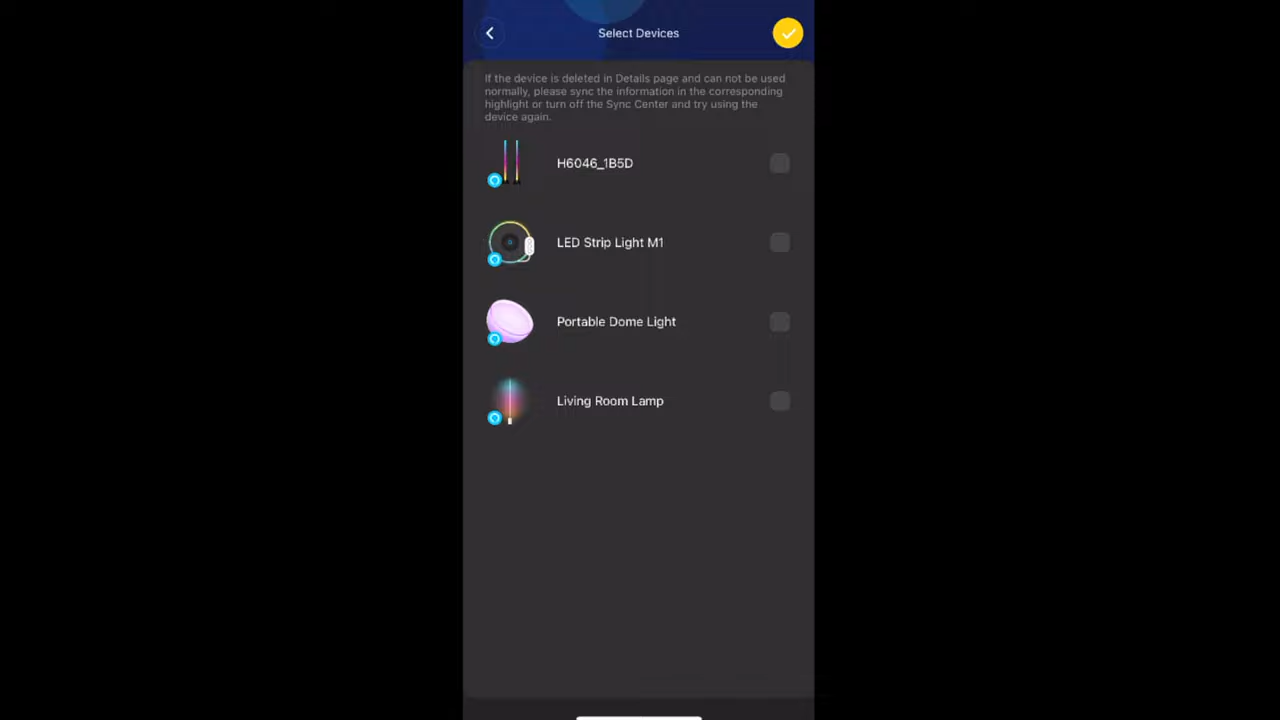 Select Devices
If the device is deleted in Details page and can not be used
normally, please sync the information in the corresponding
highlight or turn off the Sync Center and try using the
device again.
H6046_1B5D
LED Strip Light M1
Portable Dome Light
Living Room Lamp